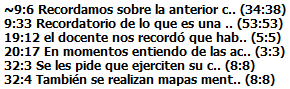 ~9:6 Recordamos sobre la anterior c.. (34:38)
9:33 Recordatorio de lo que es una .. (53:53)
19:12 el docente nos recordó que hab.. (5:5)
20:17 En momentos entiendo de las ac.. (3:3)
32:3 Se les pide que ejerciten su c.. (8:8)
32:4 También se realizan mapas ment.. (8:8)